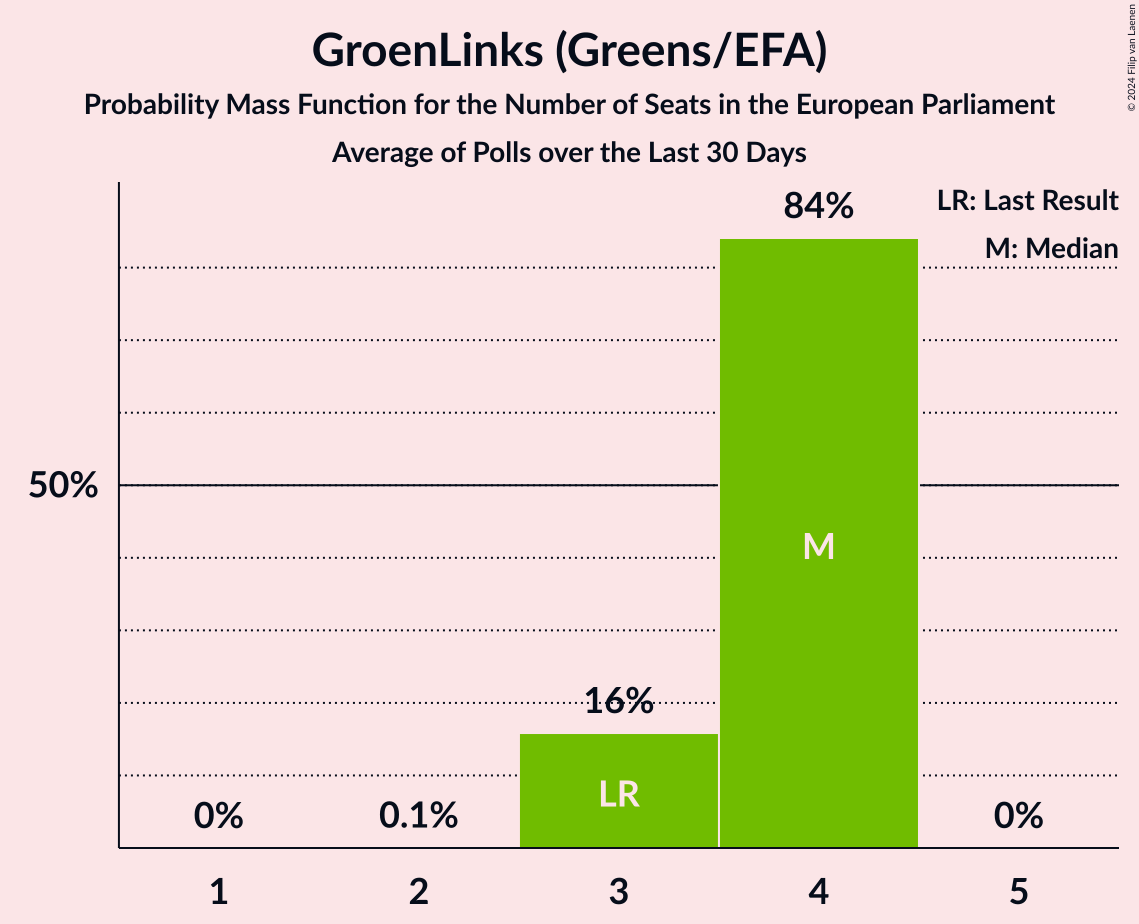 GroenLinks (Greens/EFA)
Probability Mass Function for the Number of Seats in the European Parliament
Average of Polls over the Last 30 Days
© 2024 Filip van Laenen
LR: Last Result
M: Median
84%
50%
M
16%
LR
0%
0.1%
0%
1
2
3
4
5